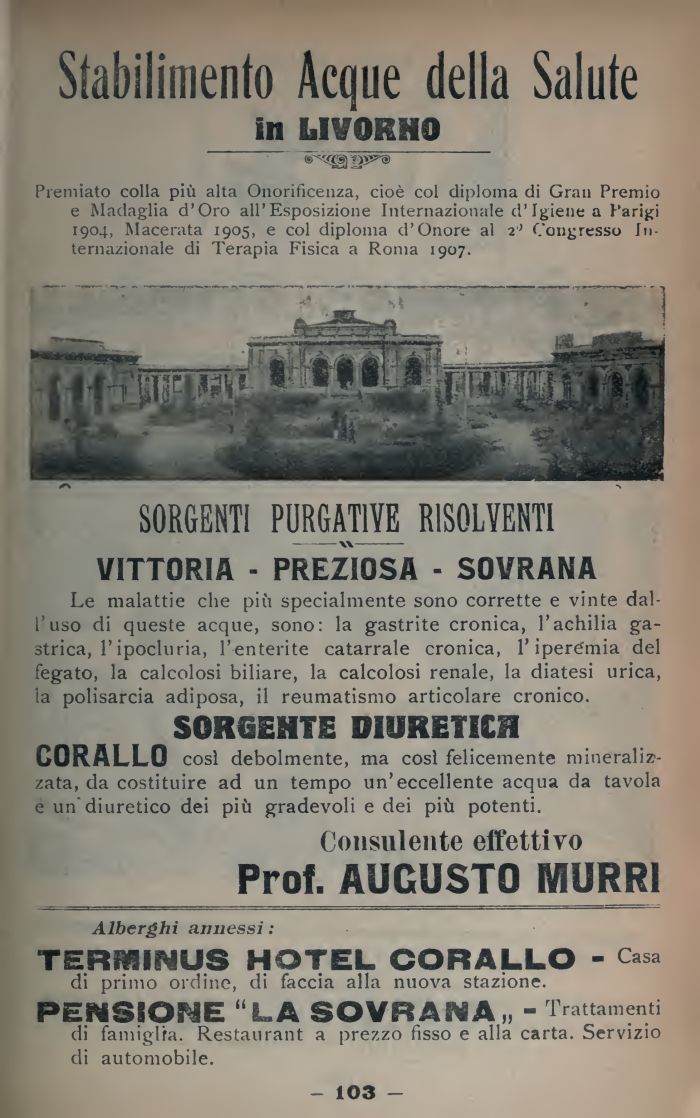 Stabilimento Acque della Salute
in LIVORNO
Premiato colla più alta Onorificenza, cioè col diploma di Gran Premio
e Madaglia d'Oro all'Esposizione Internazionale d'Igiene a Parigi
1904, Macerata 1905, e col diploma d'Onore al 2º Congresso In-
ternazionale di Terapia Fisica a Roma 1907.
SORGENTI PURGATIVE RISOLVENTI
VITTORIA - PREZIOSA - SOVRANA
Le malattie che più specialmente sono corrette e vinte dal-
l'uso di queste acque, sono: la gastrite cronica, l'achilia ga-
strica, l'ipocluria, l'enterite catarrale cronica, l'iperemia del
fegato, la calcolosi biliare, la calcolosi renale, la diatesi urica,
la polisarcia adiposa, il reumatismo articolare cronico.
SORGENTE DIURETICA
CORALLO così debolmente, ma così felicemente mineraliz-
zata, da costituire ad un tempo un'eccellente acqua da tavola
e un diuretico dei più gradevoli e dei più potenti.
Consulente effettivo
Prof. AUGUSTO MURRI
Alberghi annessi:
TERMINUS HOTEL CORALLO - Casa
di primo ordine, di faccia alla nuova stazione.
PENSIONE "LA SOVRANA„ - Trattamenti
di famiglia. Restaurant a prezzo fisso e alla carta. Servizio
di automobile.
- 103 -